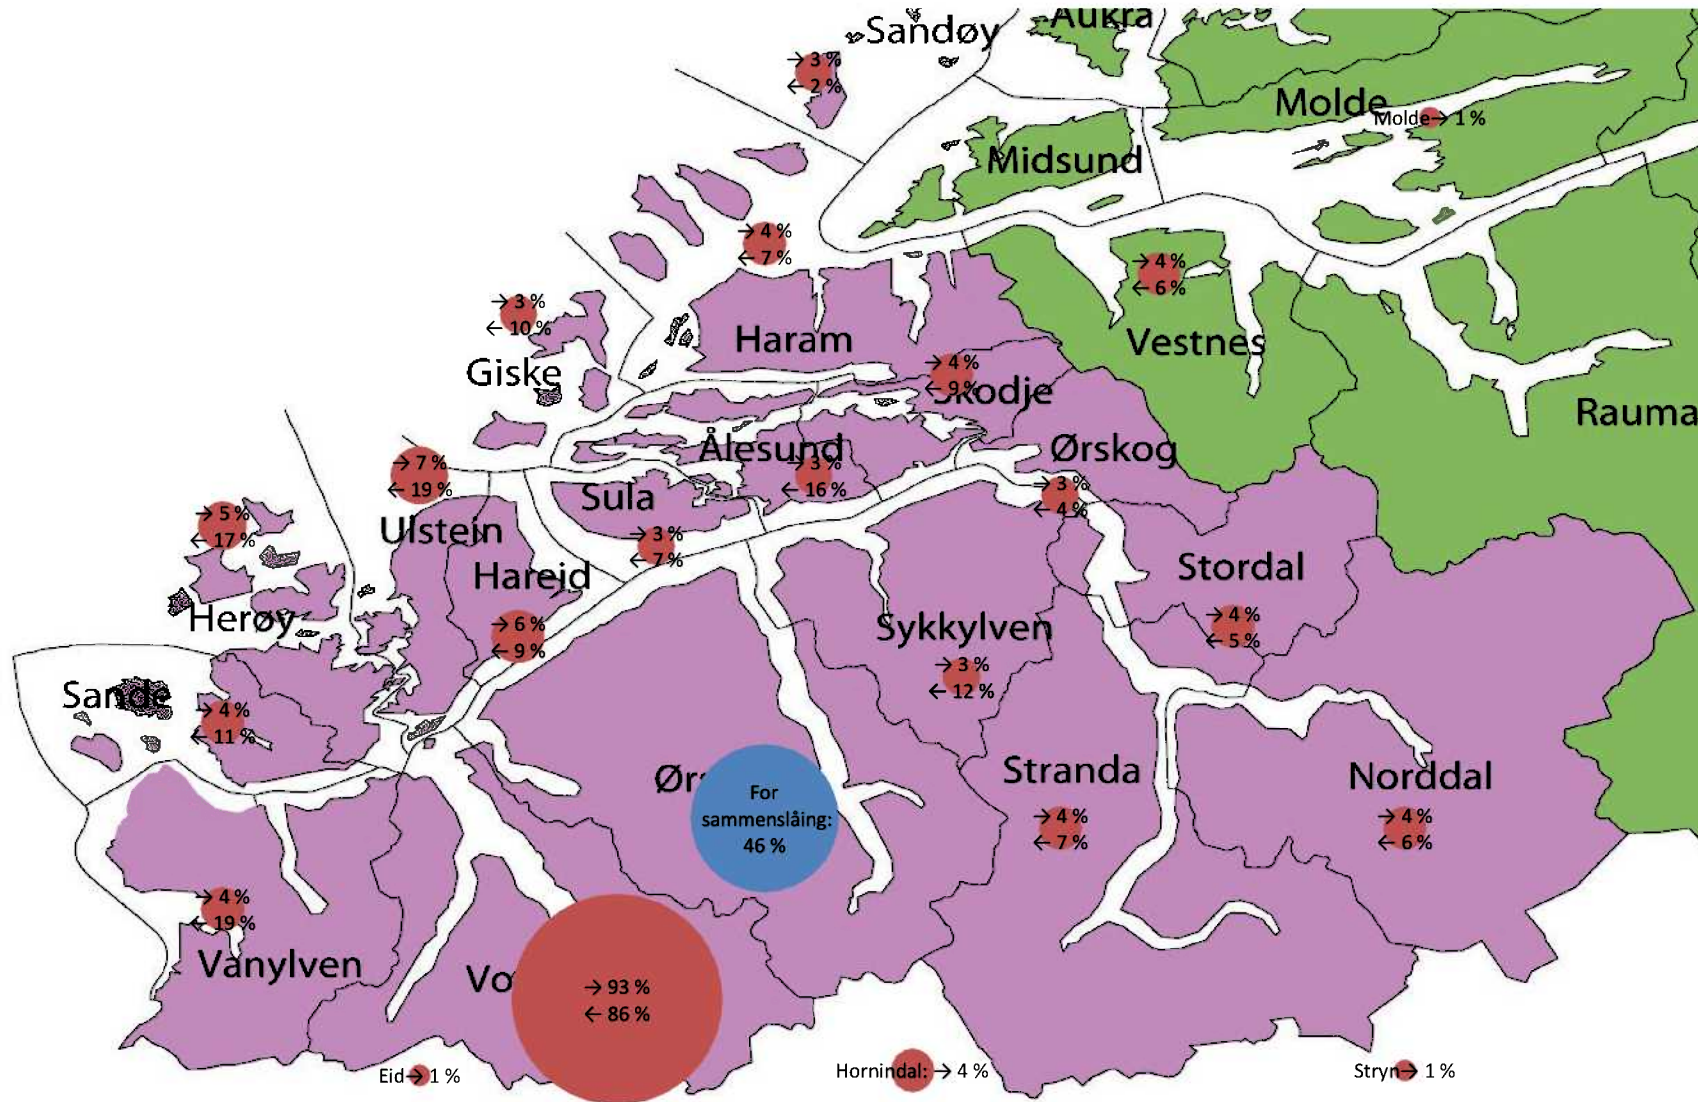 Sandøy
Aukra
→ 3 %
← 2 %
Molde
Molde→ 1 %
Midsund
→ 4 %
← 7 %
→ 4 %
← 6 %
Vestnes
→ 3 %
← 10 %
Giske
Haram
→ 4 %
← 9 %
Skodje
Rauma
Ålesund
→ 3 %
← 16 %
Ørskog
→ 3 %
← 4 %
→ 7 %
← 19 %
Ulstein
Sula
→ 3 %
← 7 %
→ 5 %
← 17 %
Herøy
Hareid
→ 6 %
← 9 %
Stordal
→ 4 %
← 5 %
Sykkylven
→ 3 %
← 12 %
Sande
→ 4 %
← 11 %
Ør
For
sammenslåing:
46 %
Stranda
→ 4 %
← 7 %
Norddal
→ 4 %
← 6 %
→ 4 %
← 19 %
Vanylven
Vo
→ 93 %
← 86 %
Eid→ 1 %
Hornindal: → 4 %
Stryn→ 1 %